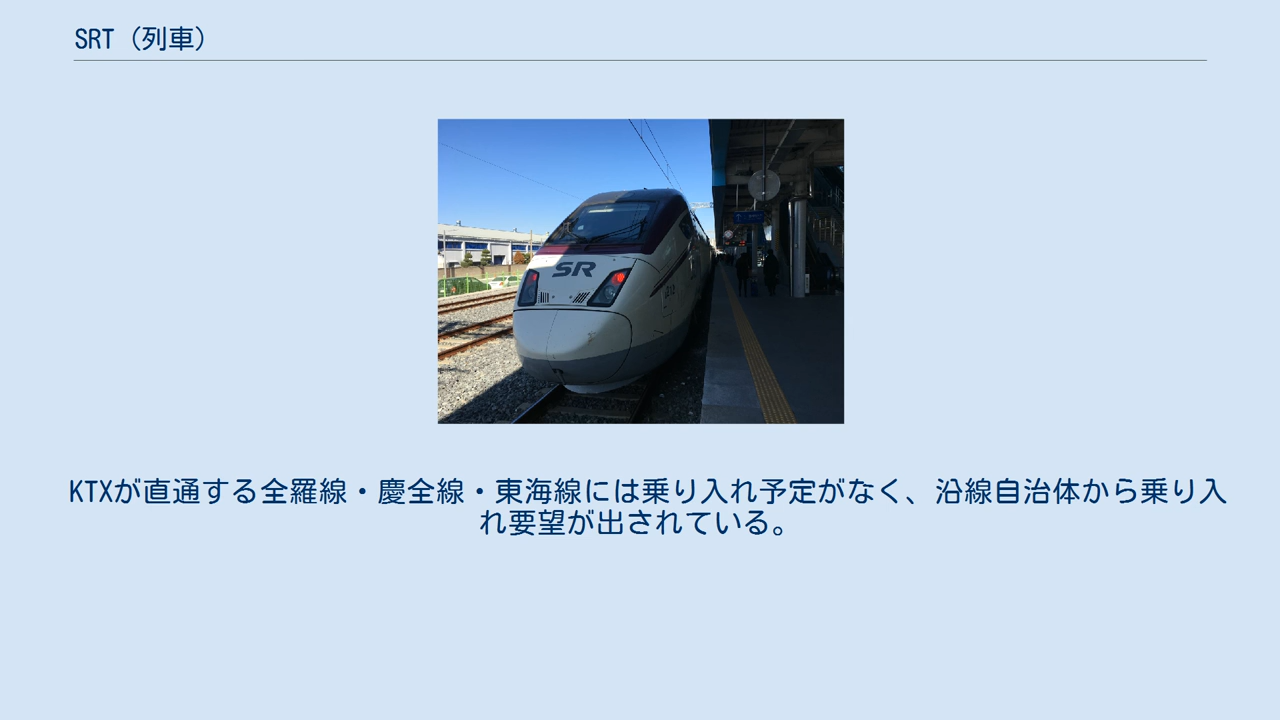 SRT（列車）
SR
KTXが直通する全羅線・慶全線・東海線には乗り入れ予定がなく、沿線自治体から乗り入
れ要望が出されている。